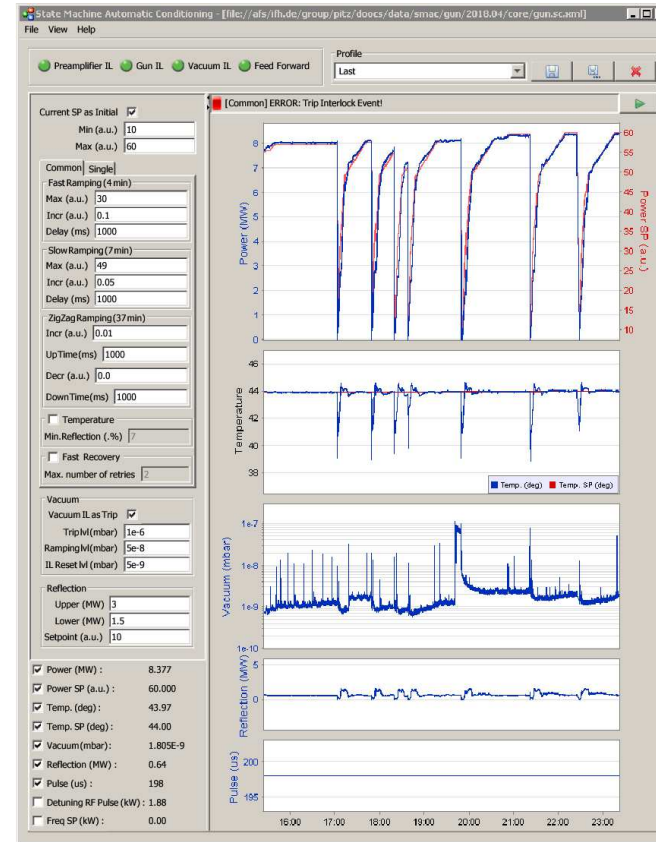 State Machine Automatic Conditioning - [file://afs/ifh.de/group/pitz/doocs/data/smac/gun/2018.04/core/gun.sc.xml]
File View Help
Preamplifier IL Gun IL Vacuum IL Feed Forward
Profile
Last
Current SP as Initial
Min (a.u.) 10
Max (a.u.) 60
Common Single
Fast Ramping (4 min)
Max (a.u.) 30
Incr (a.u.) 0.1
Delay (ms) 1000
Slow Ramping (7min)
Max (a.u.) 49
Incr (a.u.) 0.05
Delay (ms) 1000
ZigZag Ramping (37 min)
Incr (a.u.) 0.01
UpTime(ms) 1000
Decr (a.u.) 0.0
DownTime(ms) 1000
Temperature
Min.Reflection (.%) 7
Fast Recovery
Max. number of retries 2
Vacuum
Vacuum IL as Trip
Trip lvl (mbar) 1e-6
Ramping lvl (mbar) 5e-8
IL Reset lvl (mbar) 5e-9
Reflection
Upper (MW) 3
Lower (MW) 1.5
Setpoint (a.u.) 10
Power (MW) : 8.377
Power SP (a.u.) : 60.000
Temp. (deg) : 43.97
Temp. SP (deg) : 44.00
Vacuum (mbar) : 1.805E-9
Reflection (MW) : 0.64
Pulse (us) : 198
Detuning RF Pulse (kW) : 1.88
Freq SP (kW) : 0.00
[Common] ERROR: Trip Interlock Event!
Power (MW)
8
7
6
5
4
3
2
1
0
Power SP (a.u.)
60
55
50
45
40
35
30
25
20
15
10
Temperature
46
44
42
40
38
Temp. (deg) Temp. SP (deg)
Vacuum (mbar)
1e-7
1e-8
1e-9
1e-10
Reflection (MW)
5
0
Pulse (us)
200
195
16:00 17:00 18:00 19:00 20:00 21:00 22:00 23:00